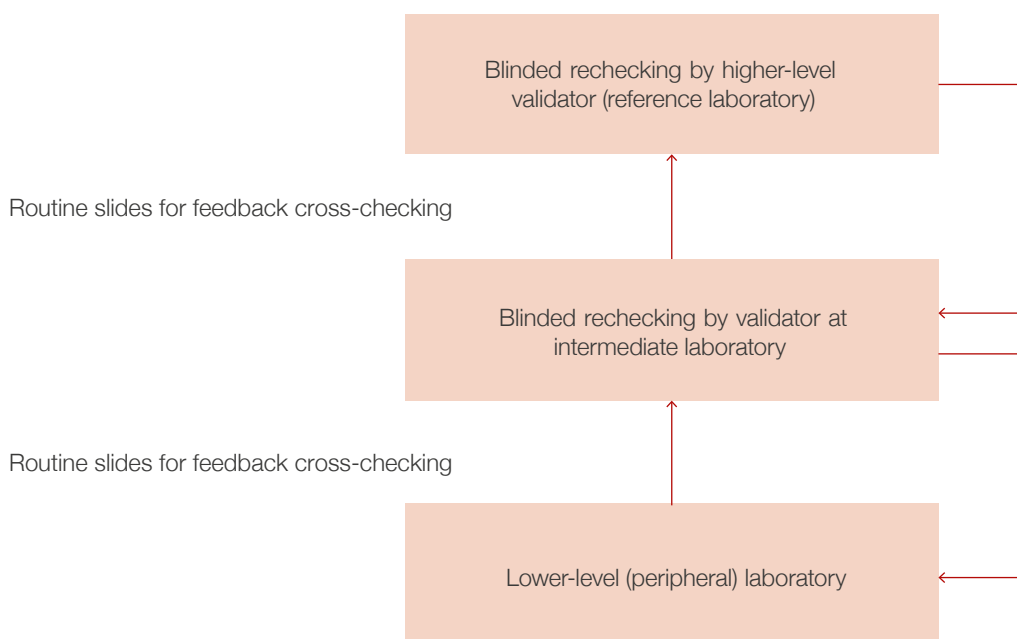 Blinded rechecking by higher-level
validator (reference laboratory)
Routine slides for feedback cross-checking
Blinded rechecking by validator at
intermediate laboratory
Routine slides for feedback cross-checking
Lower-level (peripheral) laboratory